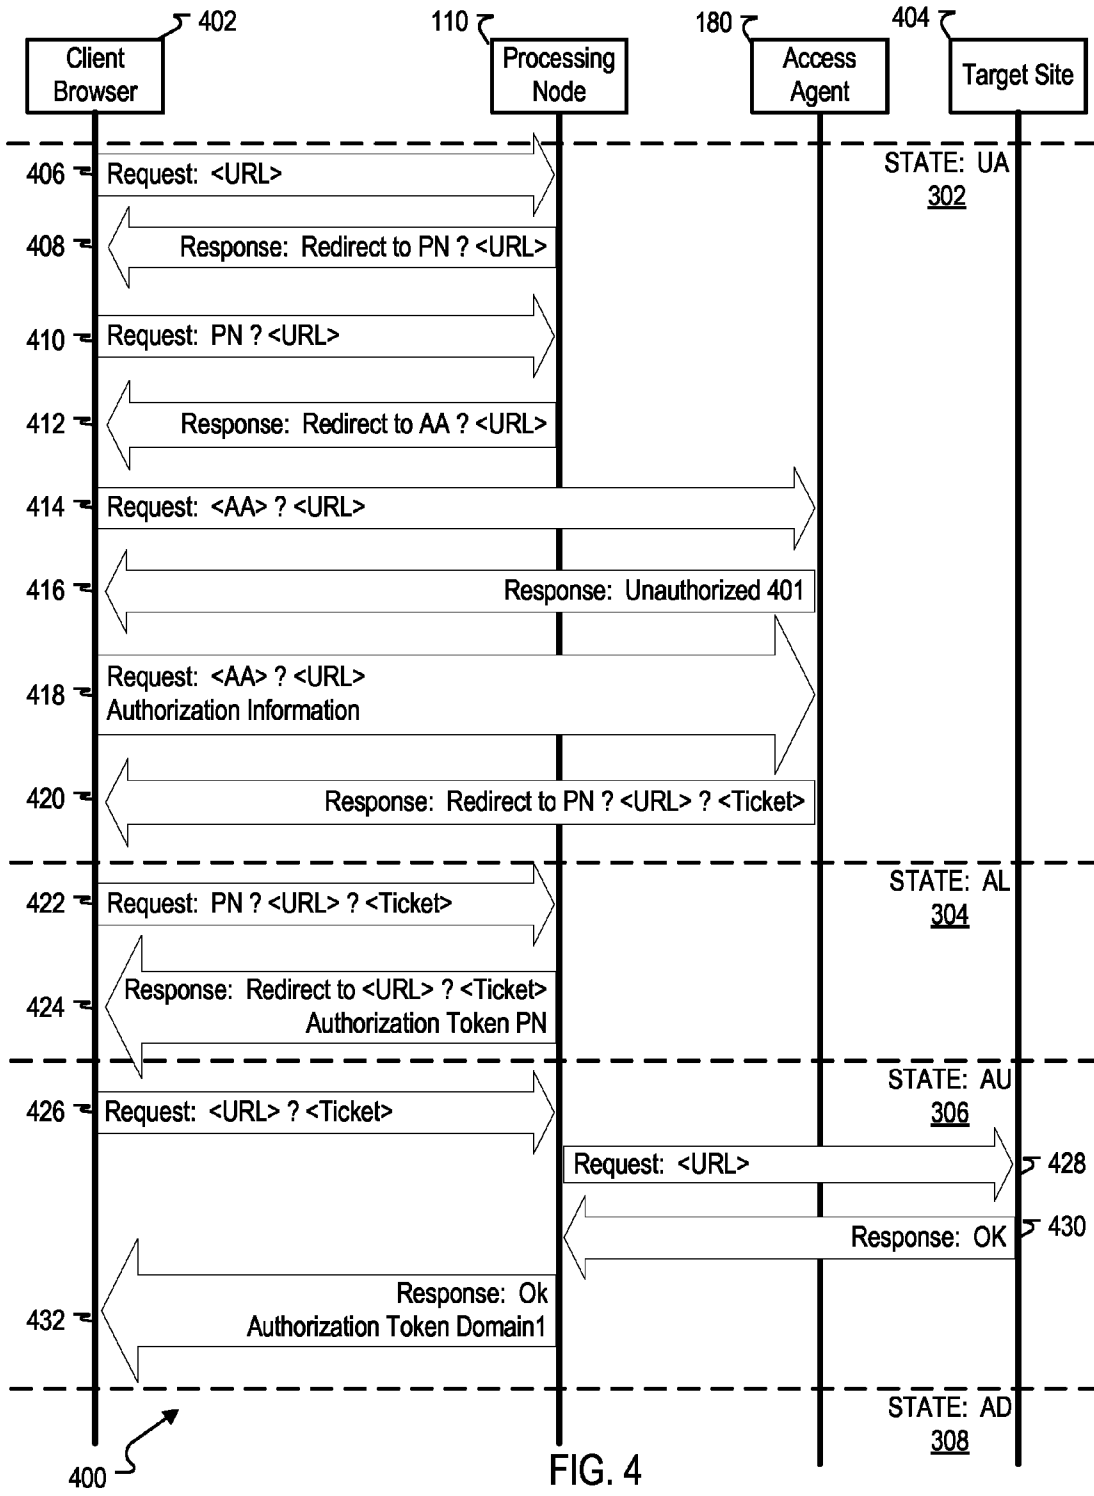 402
110
180
404
Client
Browser
Processing
Node
Access
Agent
Target Site
STATE: UA
302
406
Request: <URL>
408
Response: Redirect to PN ? <URL>
410
Request: PN ? <URL>
412
Response: Redirect to AA ? <URL>
414
Request: <AA> ? <URL>
416
Response: Unauthorized 401
418
Request: <AA> ? <URL>
Authorization Information
420
Response: Redirect to PN ? <URL> ? <Ticket>
STATE: AL
304
422
Request: PN ? <URL> ? <Ticket>
424
Response: Redirect to <URL> ? <Ticket>
Authorization Token PN
STATE: AU
306
426
Request: <URL> ? <Ticket>
Request: <URL>
428
Response: OK
430
432
Response: Ok
Authorization Token Domain1
STATE: AD
308
400
FIG. 4